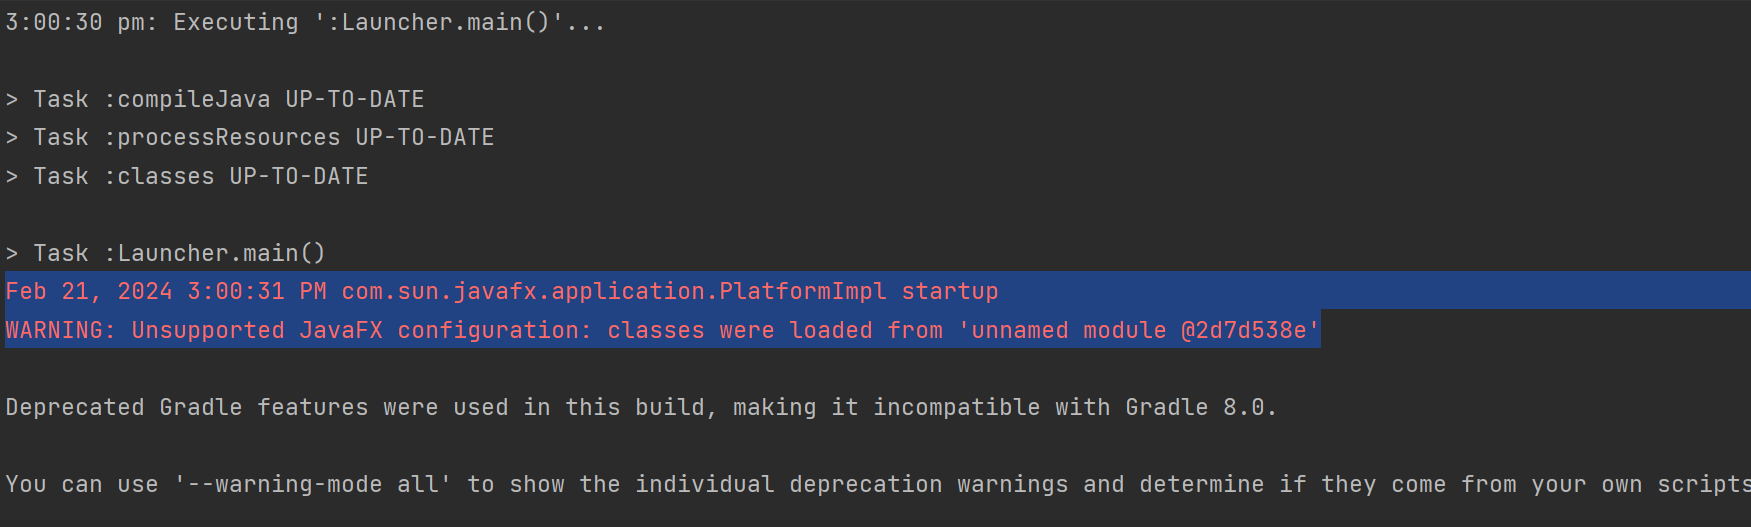 3:00:30 pm: Executing ':Launcher.main()'...
> Task :compileJava UP-TO-DATE
> Task :processResources UP-TO-DATE
> Task :classes UP-TO-DATE
> Task :Launcher.main()
Feb 21, 2024 3:00:31 PM com.sun.javafx.application.PlatformImpl startup
WARNING: Unsupported JavaFX configuration: classes were loaded from 'unnamed module @2d7d538e'
Deprecated Gradle features were used in this build, making it incompatible with Gradle 8.0.
You can use '--warning-mode all' to show the individual deprecation warnings and determine if they come from your own scripts